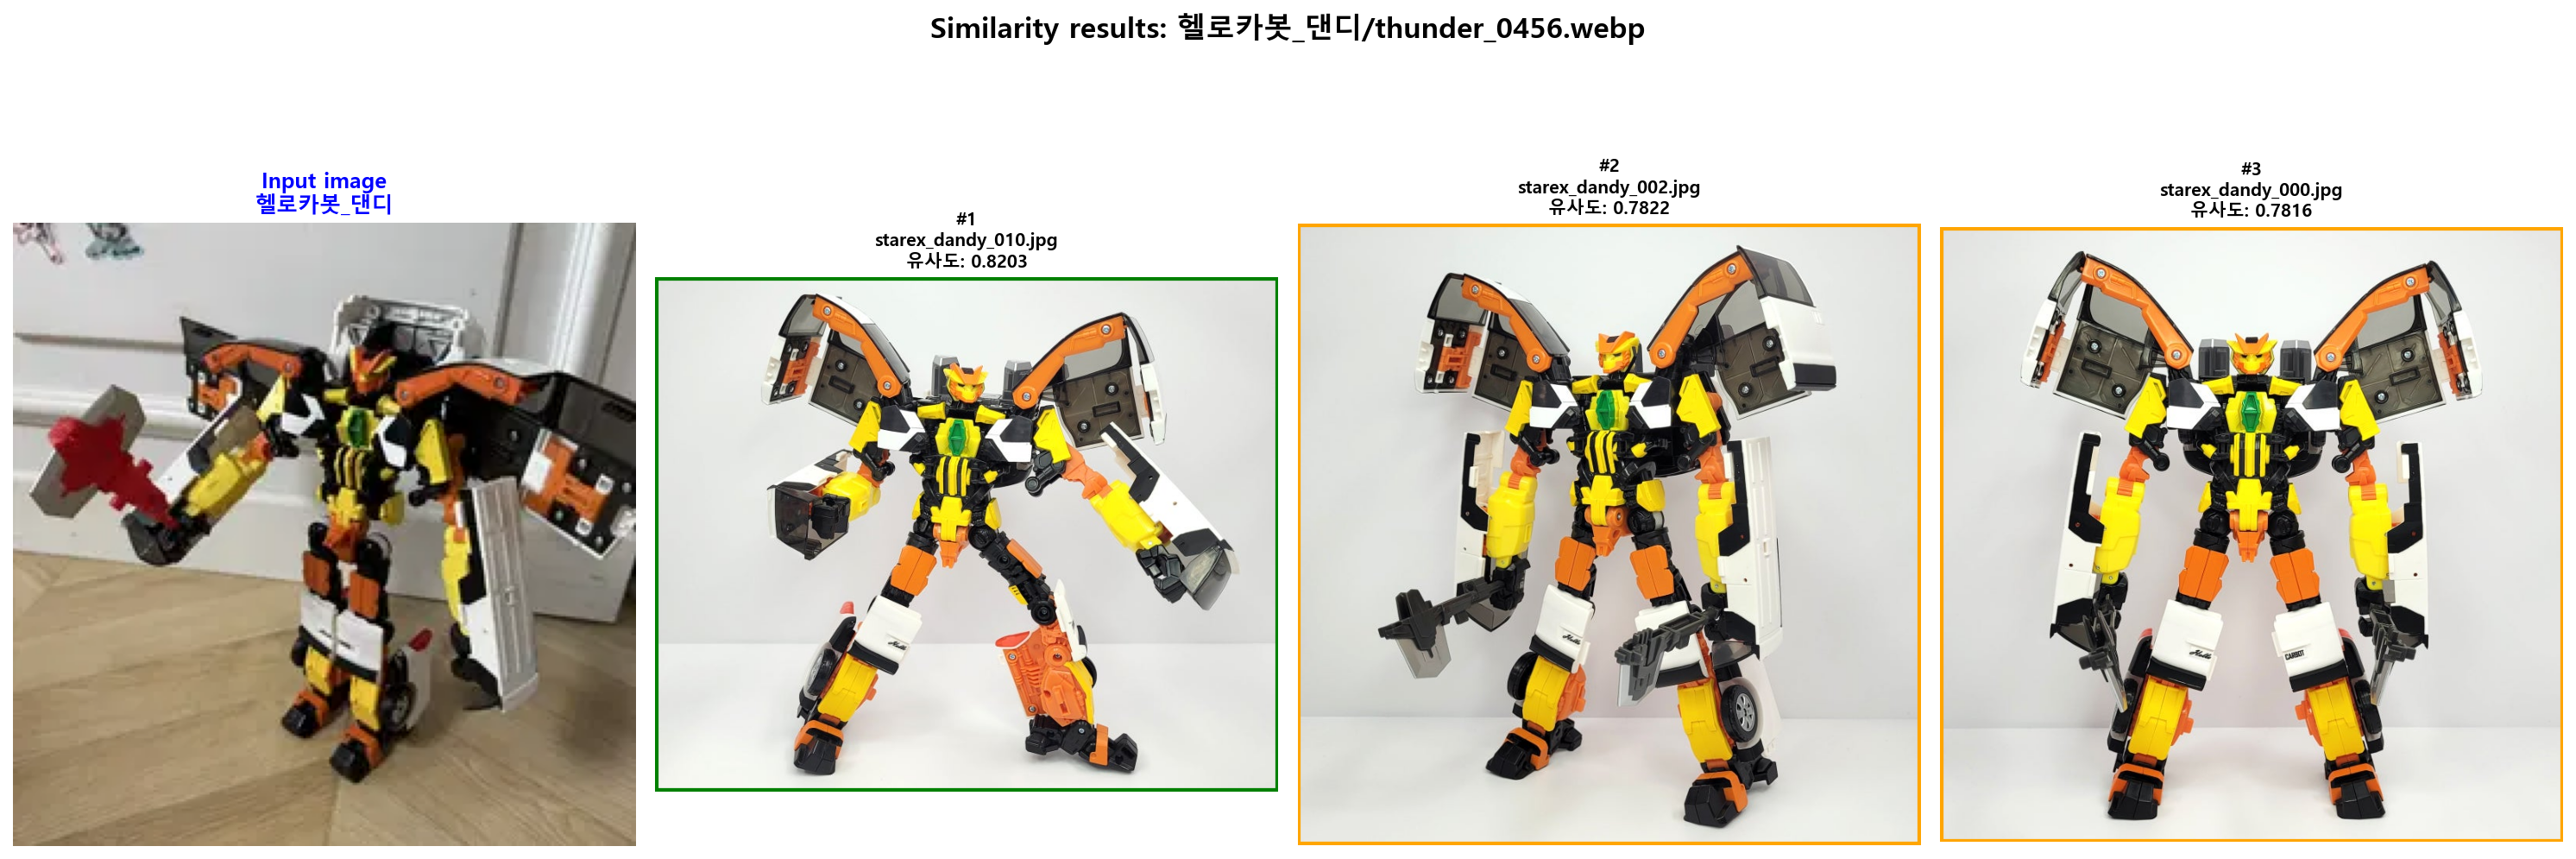 Similarity results: 헬로카봇_댄디/thunder_0456.webp
Input image
헬로카봇_댄디
#1
starex_dandy_010.jpg
유사도: 0.8203
#2
starex_dandy_002.jpg
유사도: 0.7822
#3
starex_dandy_000.jpg
유사도: 0.7816
CARBOT